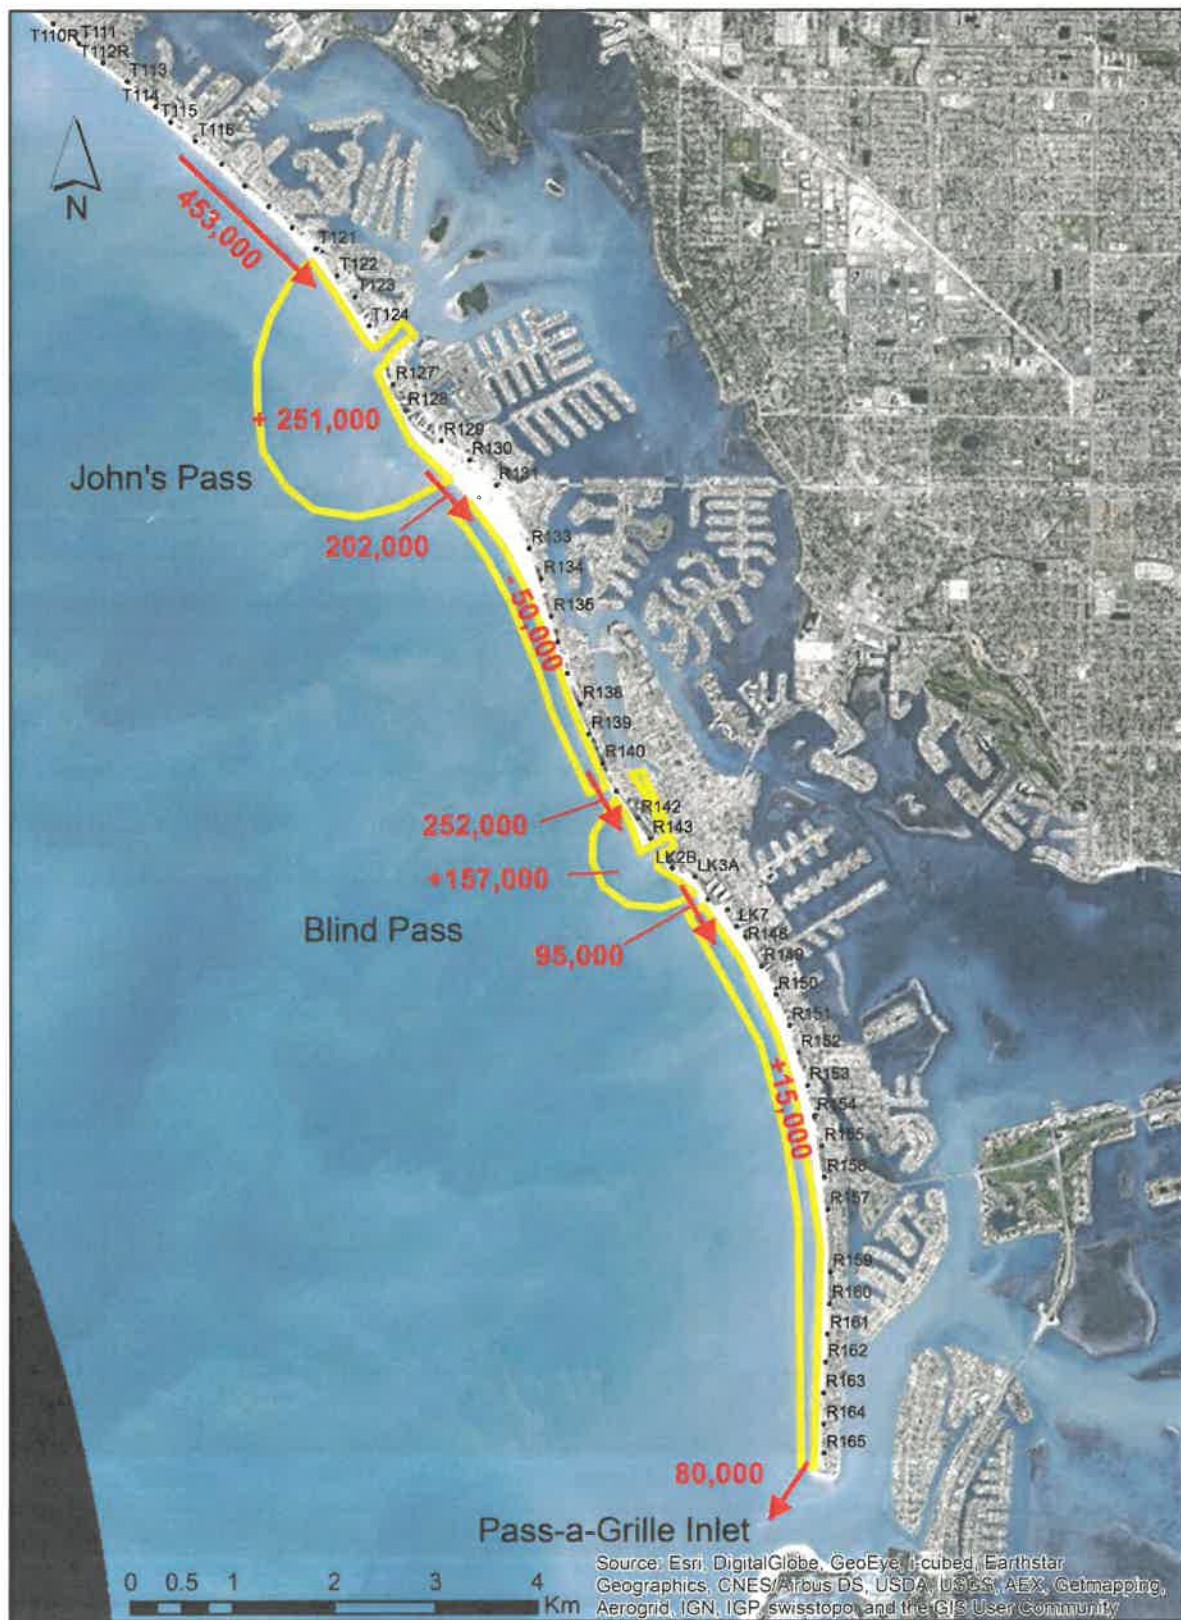 T110R
T111
T112R
T113
T114
T115
T116
N
453,000
T121
T122
T123
T124
R127
R128
+ 251,000
R129
R130
John's Pass
R131
202,000
R133
R134
- 50,000
R135
R138
R139
R140
252,000
R142
R143
+157,000
LK2B
LK3A
Blind Pass
LK7
95,000
R148
R149
R150
R151
R152
+15,000
R153
R154
R155
R156
R157
R159
R160
R161
R162
R163
R164
R165
80,000
Pass-a-Grille Inlet
0 0.5 1 2 3 4
Km
Source: Esri, DigitalGlobe, GeoEye, i-cubed, Earthstar
Geographics, CNES/Airbus DS, USDA, USGS, AEX, Getmapping,
Aerogrid, IGN, IGP, swisstopo, and the GIS User Community